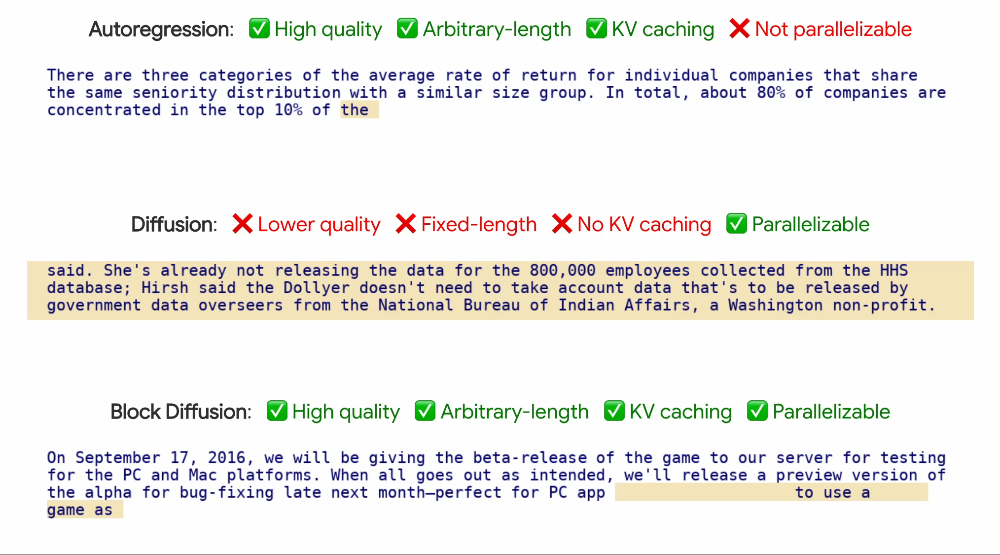 Autoregression: ✅ High quality ✅ Arbitrary-length ✅ KV caching ❌ Not parallelizable
There are three categories of the average rate of return for individual companies that share
the same seniority distribution with a similar size group. In total, about 80% of companies are
concentrated in the top 10% of the
Diffusion: ❌ Lower quality ❌ Fixed-length ❌ No KV caching ✅ Parallelizable
said. She's already not releasing the data for the 800,000 employees collected from the HHS
database; Hirsh said the Dollyer doesn't need to take account data that's to be released by
government data overseers from the National Bureau of Indian Affairs, a Washington non-profit.
Block Diffusion: ✅ High quality ✅ Arbitrary-length ✅ KV caching ✅ Parallelizable
On September 17, 2016, we will be giving the beta-release of the game to our server for testing
for the PC and Mac platforms. When all goes out as intended, we'll release a preview version of
the alpha for bug-fixing late next month—perfect for PC app to use a
game as